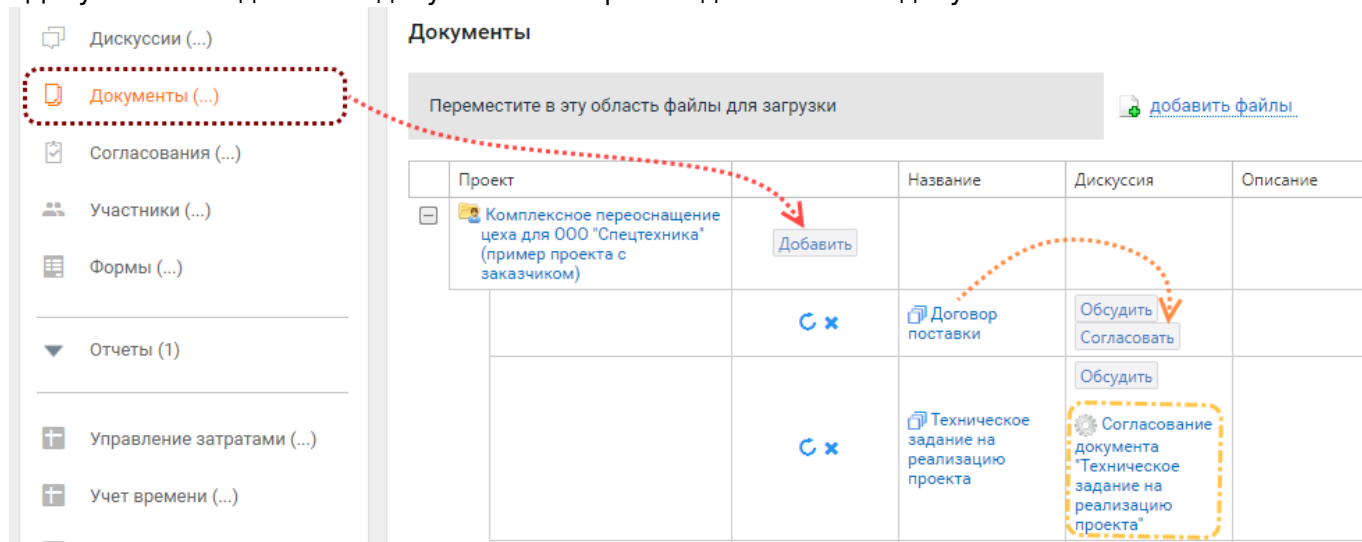 Дискуссии (...)
Документы (...)
Согласования (...)
Участники (...)
Формы (...)
Отчеты (1)
Управление затратами (...)
Учет времени (...)
Документы
Переместите в эту область файлы для загрузки
добавить файлы
Проект
Название
Дискуссия
Описание
Комплексное переоснащение
цеха для ООО "Спецтехника"
(пример проекта с
заказчиком)
Добавить
Договор
поставки
Обсудить
Согласовать
Техническое
задание на
реализацию
проекта
Обсудить
Согласование
документа
"Техническое
задание на
реализацию
проекта"